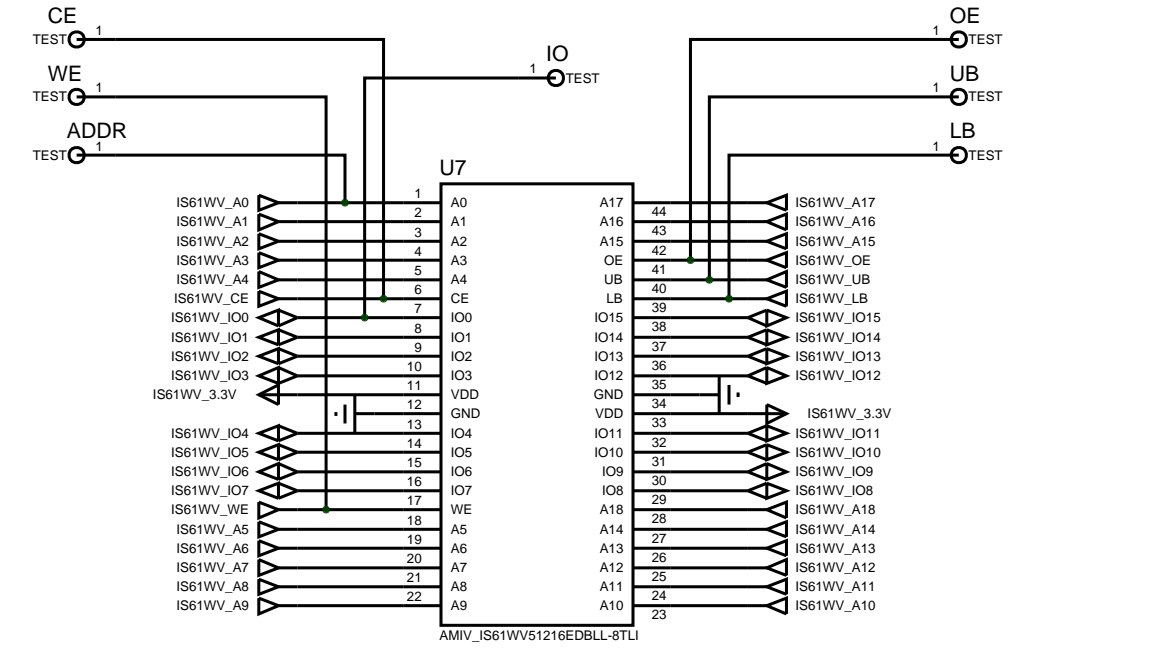 CE
OE
TEST 1
1 TEST
IO
1 TEST
WE
UB
TEST 1
1 TEST
ADDR
LB
TEST 1
1 TEST
U7
IS61WV_A0 1 A0 A17 44 IS61WV_A17
IS61WV_A1 2 A1 A16 43 IS61WV_A16
IS61WV_A2 3 A2 A15 42 IS61WV_A15
IS61WV_A3 4 A3 OE 41 IS61WV_OE
IS61WV_A4 5 A4 UB 40 IS61WV_UB
IS61WV_CE 6 CE LB 39 IS61WV_LB
IS61WV_IO0 7 IO0 IO15 38 IS61WV_IO15
IS61WV_IO1 8 IO1 IO14 37 IS61WV_IO14
IS61WV_IO2 9 IO2 IO13 36 IS61WV_IO13
IS61WV_IO3 10 IO3 IO12 35 IS61WV_IO12
IS61WV_3.3V 11 VDD GND 34
12 GND VDD 33 IS61WV_3.3V
IS61WV_IO4 13 IO4 IO11 32 IS61WV_IO11
IS61WV_IO5 14 IO5 IO10 31 IS61WV_IO10
IS61WV_IO6 15 IO6 IO9 30 IS61WV_IO9
IS61WV_IO7 16 IO7 IO8 29 IS61WV_IO8
IS61WV_WE 17 WE A18 28 IS61WV_A18
IS61WV_A5 18 A5 A14 27 IS61WV_A14
IS61WV_A6 19 A6 A13 26 IS61WV_A13
IS61WV_A7 20 A7 A12 25 IS61WV_A12
IS61WV_A8 21 A8 A11 24 IS61WV_A11
IS61WV_A9 22 A9 A10 23 IS61WV_A10
AMIV_IS61WV51216EDBLL-8TLI